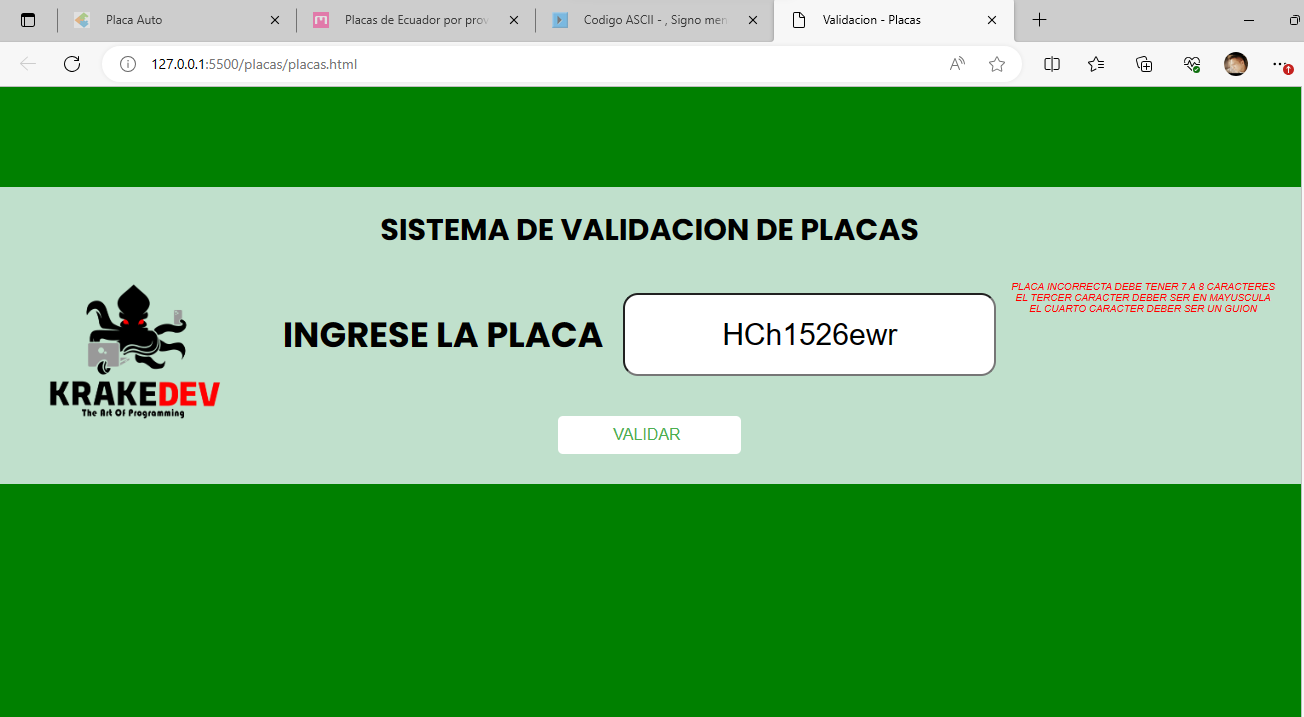 Placa Auto
Placas de Ecuador por prov
Codigo ASCII - , Signo men
Validacion - Placas
127.0.0.1:5500/placas/placas.html
SISTEMA DE VALIDACION DE PLACAS
PLACA INCORRECTA DEBE TENER 7 A 8 CARACTERES
EL TERCER CARACTER DEBER SER EN MAYUSCULA
EL CUARTO CARACTER DEBER SER UN GUION
INGRESE LA PLACA
HCh1526ewr
KRAKEDEV
The Art Of Programming
VALIDAR